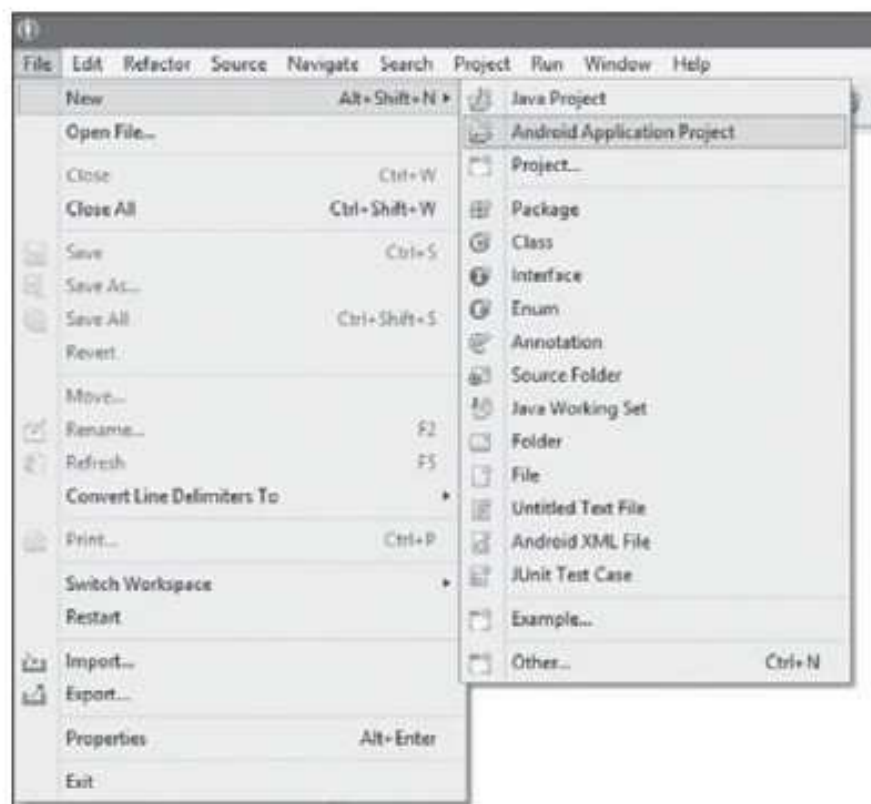 File Edit Refactor Source Navigate Search Project Run Window Help
New Alt+Shift+N
Open File...
Close Ctrl+W
Close All Ctrl+Shift+W
Save Ctrl+S
Save As...
Save All Ctrl+Shift+S
Revert
Move...
Rename... F2
Refresh F5
Convert Line Delimiters To
Print... Ctrl+P
Switch Workspace
Restart
Import...
Export...
Properties Alt+Enter
Exit
Java Project
Android Application Project
Project...
Package
Class
Interface
Enum
Annotation
Source Folder
Java Working Set
Folder
File
Untitled Text File
Android XML File
JUnit Test Case
Example...
Other... Ctrl+N